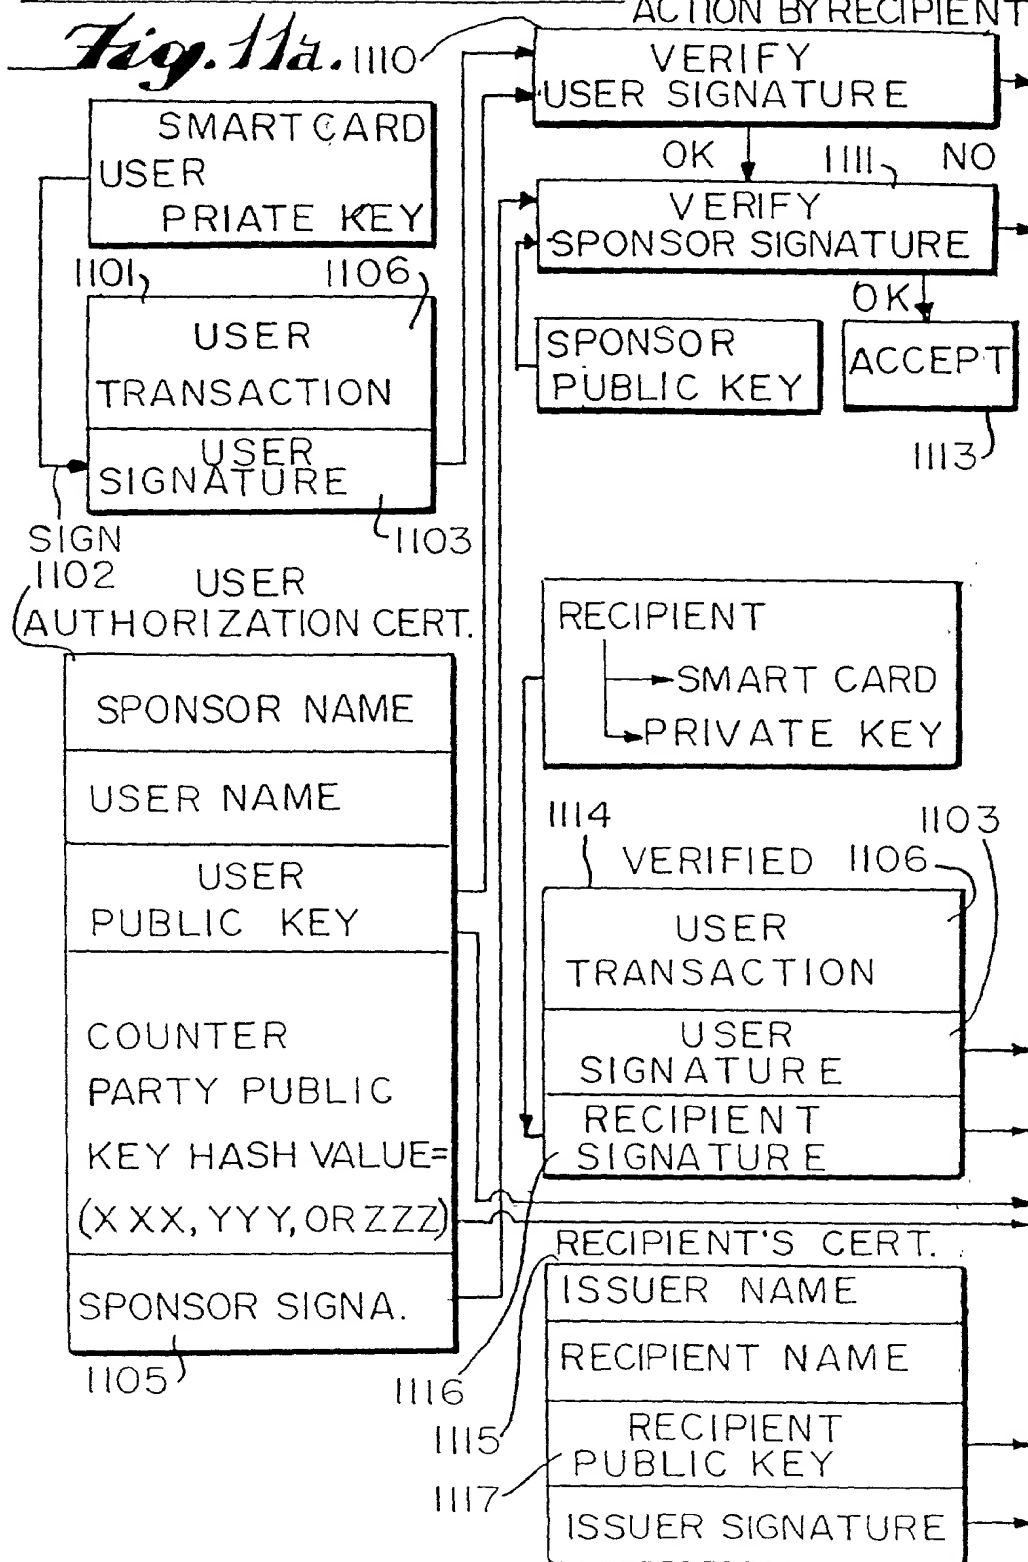 ACTION BY RECIPIENT
Fig. 11a.
1110
VERIFY
USER SIGNATURE
SMART CARD
USER
PRIATE KEY
OK
1111
NO
VERIFY
SPONSOR SIGNATURE
1101
1106
USER
TRANSACTION
USER
SIGNATURE
OK
SPONSOR
PUBLIC KEY
ACCEPT
1113
1103
SIGN
1102
USER
AUTHORIZATION CERT.
SPONSOR NAME
USER NAME
USER
PUBLIC KEY
COUNTER
PARTY PUBLIC
KEY HASH VALUE=
(XXX, YYY, OR ZZZ)
SPONSOR SIGNA.
1105
RECIPIENT
SMART CARD
PRIVATE KEY
1114
1103
VERIFIED
1106
USER
TRANSACTION
USER
SIGNATURE
RECIPIENT
SIGNATURE
RECIPIENT'S CERT.
ISSUER NAME
RECIPIENT NAME
1116
1115
RECIPIENT
PUBLIC KEY
1117
ISSUER SIGNATURE